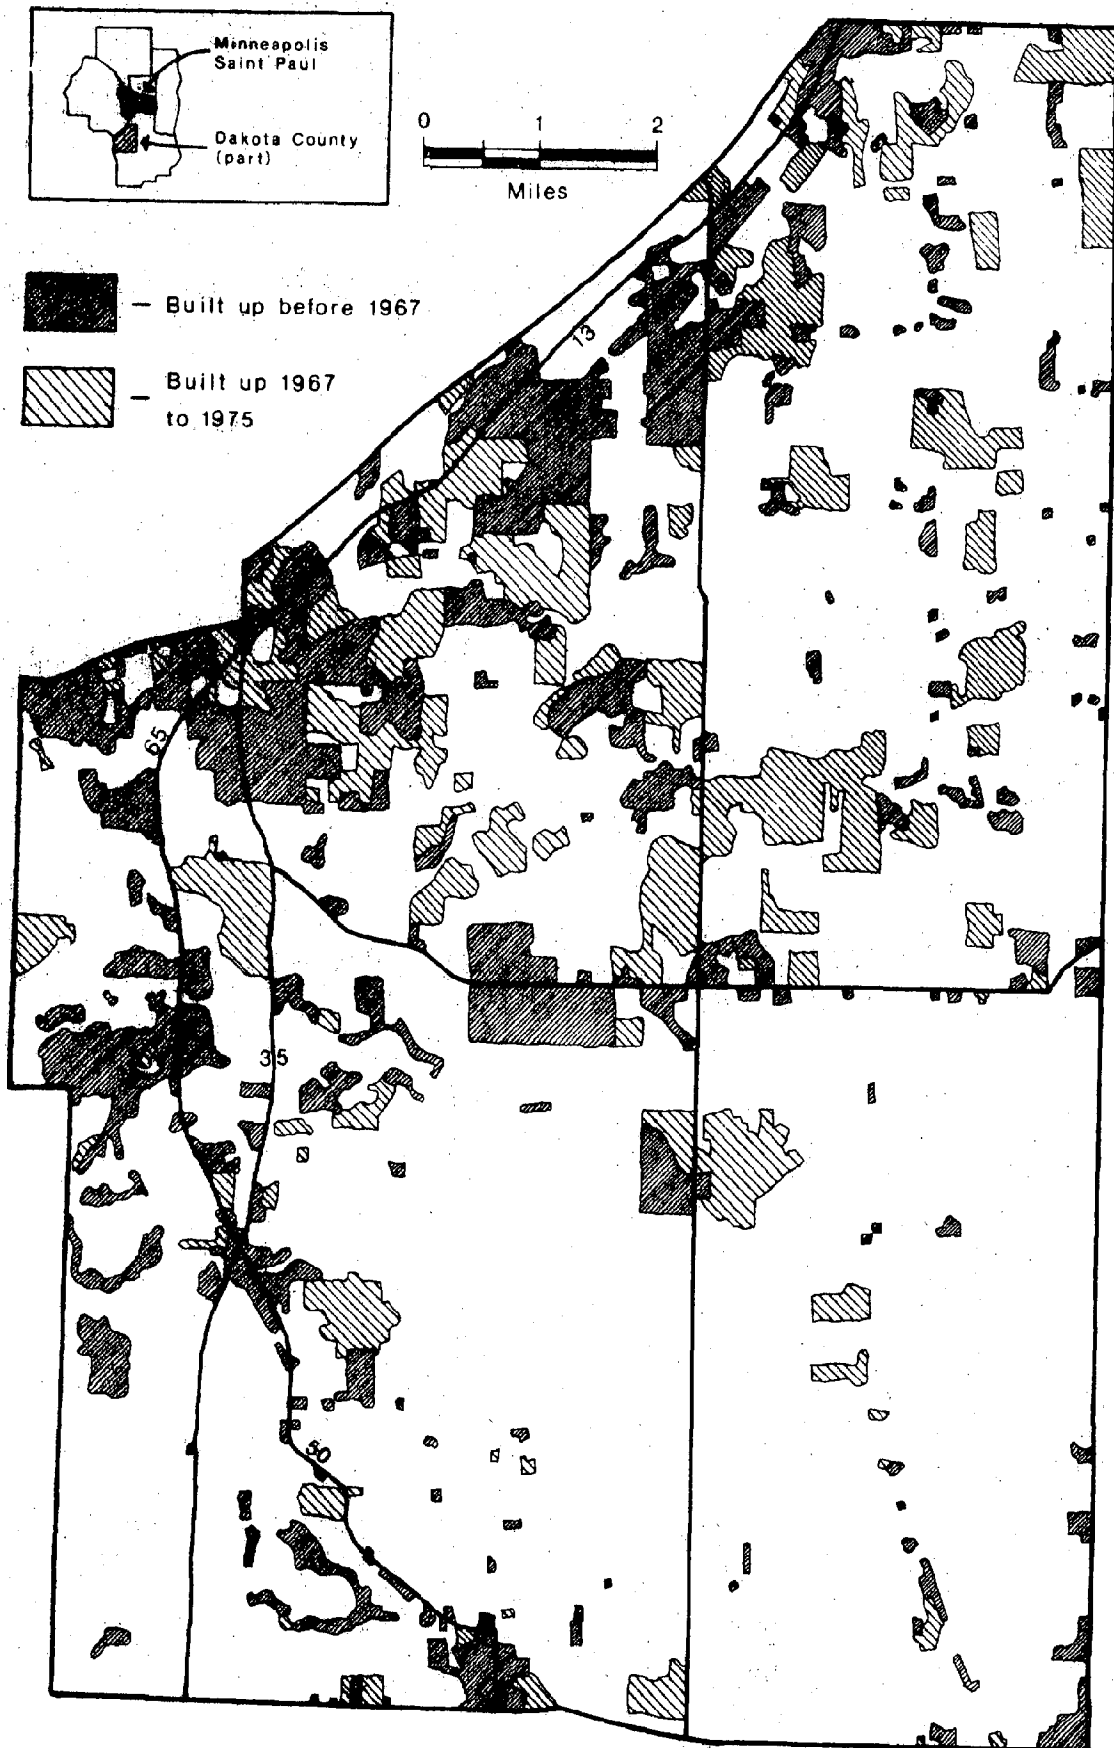 Minneapolis
Saint Paul
Dakota County
(part)
0 1 2
Miles
— Built up before 1967
— Built up 1967
to 1975
13
65
35
50